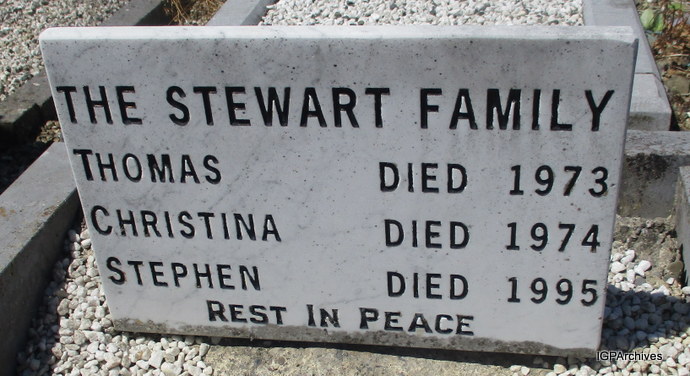 THE STEWART FAMILY
THOMAS DIED 1973
CHRISTINA DIED 1974
STEPHEN DIED 1995
REST IN PEACE
IGPArchives